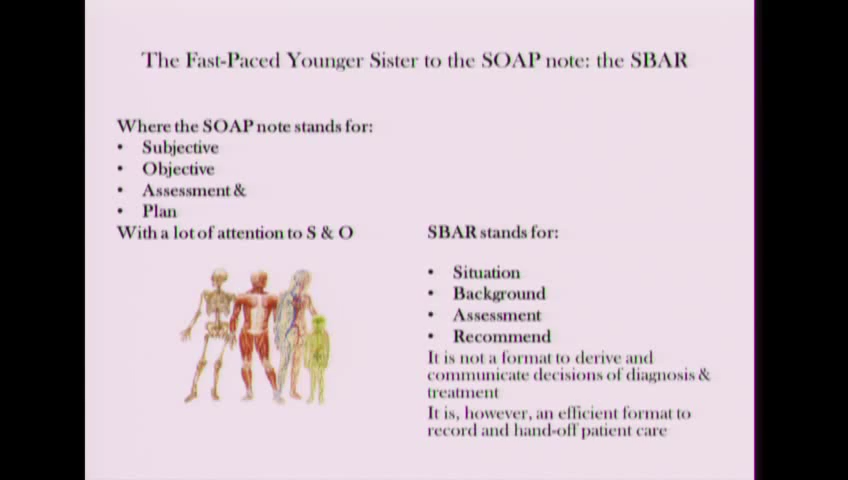 The Fast-Paced Younger Sister to the SOAP note: the SBAR
Where the SOAP note stands for:
• Subjective
• Objective
• Assessment &
• Plan
With a lot of attention to S & O
SBAR stands for:
• Situation
• Background
• Assessment
• Recommend
It is not a format to derive and
communicate decisions of diagnosis &
treatment
It is, however, an efficient format to
record and hand-off patient care